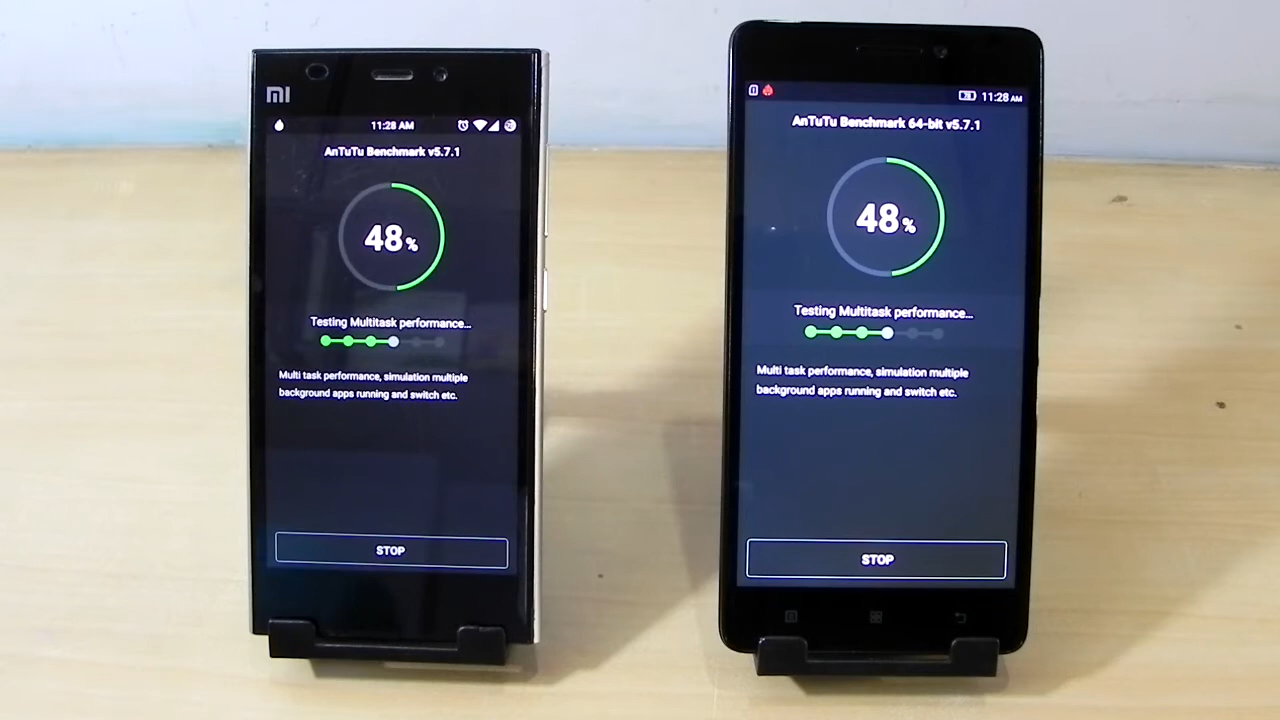 mi
11:28 AM
AnTuTu Benchmark v5.7.1
48%
Testing Multitask performance...
Multi task performance, simulation multiple
background apps running and switch etc.
STOP
11:28 AM
AnTuTu Benchmark 64-bit v5.7.1
48%
Testing Multitask performance...
Multi task performance, simulation multiple
background apps running and switch etc.
STOP